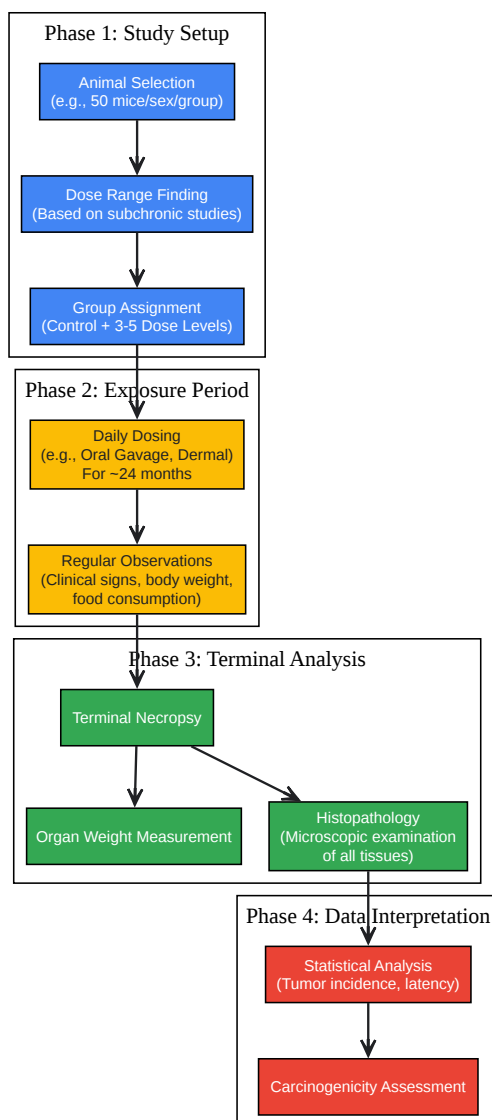 Phase 1: Study Setup
Animal Selection
(e.g., 50 mice/sex/group)
Dose Range Finding
(Based on subchronic studies)
Group Assignment
(Control + 3-5 Dose Levels)
Phase 2: Exposure Period
Daily Dosing
(e.g., Oral Gavage, Dermal)
For ~24 months
Regular Observations
(Clinical signs, body weight,
food consumption)
Phase 3: Terminal Analysis
Terminal Necropsy
Organ Weight Measurement
Histopathology
(Microscopic examination
of all tissues)
Phase 4: Data Interpretation
Statistical Analysis
(Tumor incidence, latency)
Carcinogenicity Assessment